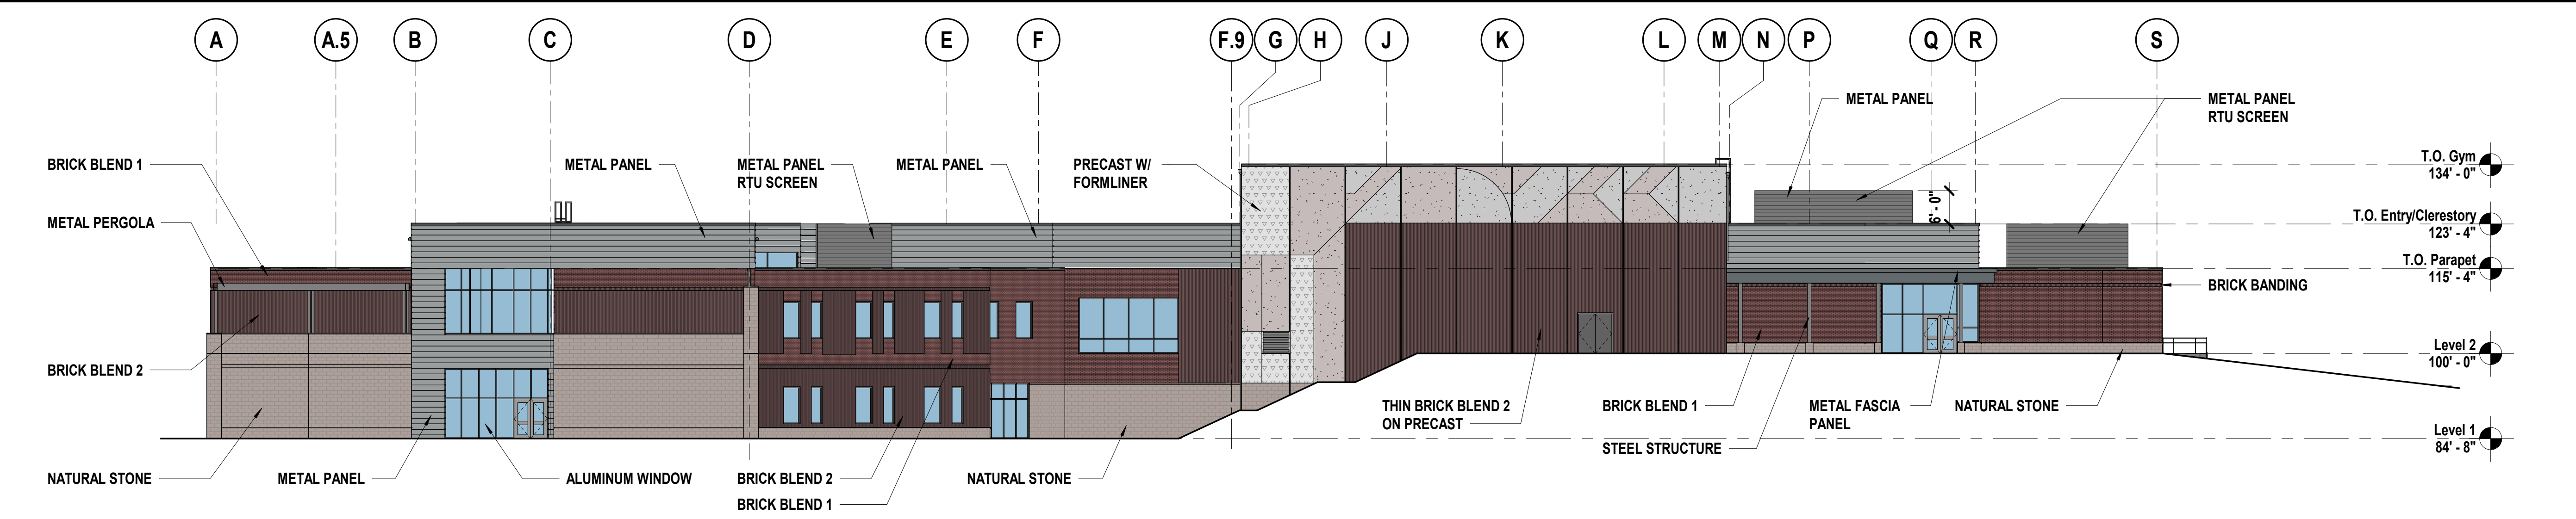 A A.5 B C D E F F.9 G H J K L M N P Q R S
METAL PANEL
METAL PANEL
RTU SCREEN
BRICK BLEND 1
METAL PANEL
METAL PANEL
RTU SCREEN
METAL PANEL
PRECAST W/
FORMLINER
T.O. Gym
134' - 0"
6' - 0"
METAL PERGOLA
T.O. Entry/Clerestory
123' - 4"
T.O. Parapet
115' - 4"
BRICK BANDING
Level 2
100' - 0"
BRICK BLEND 2
THIN BRICK BLEND 2
ON PRECAST
BRICK BLEND 1
METAL FASCIA
PANEL
NATURAL STONE
Level 1
84' - 8"
STEEL STRUCTURE
NATURAL STONE
METAL PANEL
ALUMINUM WINDOW
BRICK BLEND 2
NATURAL STONE
BRICK BLEND 1